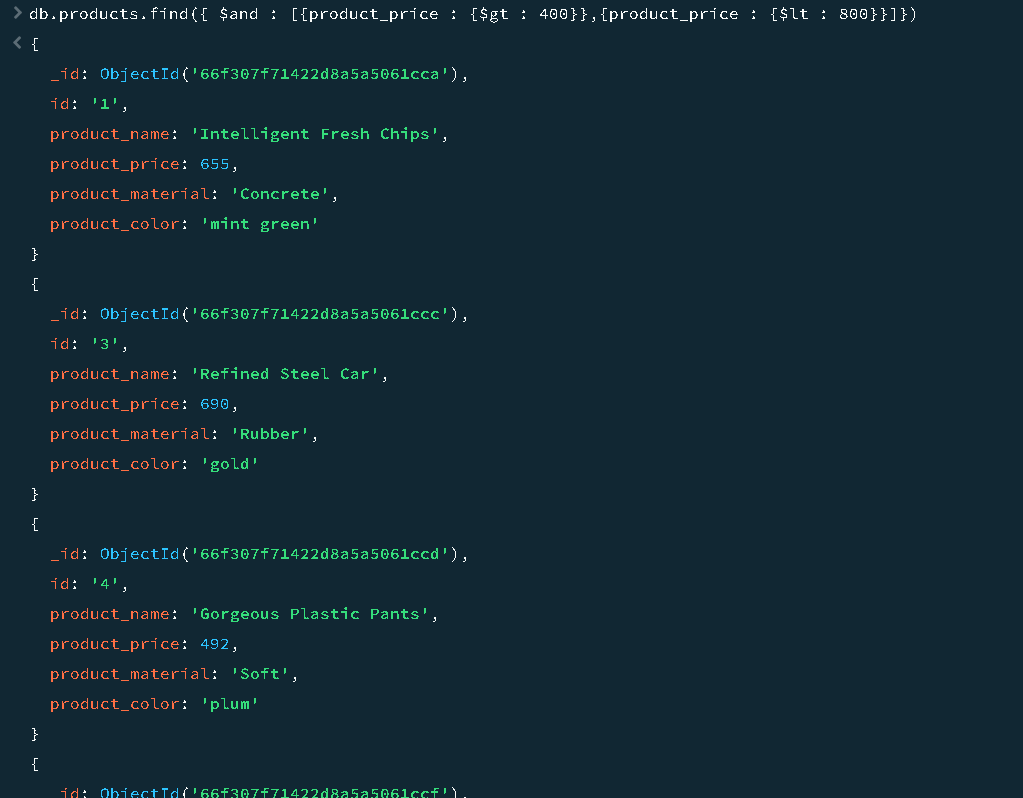 > db.products.find({ $and : [{product_price : {$gt : 400}},{product_price : {$lt : 800}}]})
< {
_id: ObjectId('66f307f71422d8a5a5061cca'),
id: '1',
product_name: 'Intelligent Fresh Chips',
product_price: 655,
product_material: 'Concrete',
product_color: 'mint green'
}
{
_id: ObjectId('66f307f71422d8a5a5061ccc'),
id: '3',
product_name: 'Refined Steel Car',
product_price: 690,
product_material: 'Rubber',
product_color: 'gold'
}
{
_id: ObjectId('66f307f71422d8a5a5061ccd'),
id: '4',
product_name: 'Gorgeous Plastic Pants',
product_price: 492,
product_material: 'Soft',
product_color: 'plum'
}
{
_id: ObjectId('66f307f71422d8a5a5061ccf'),